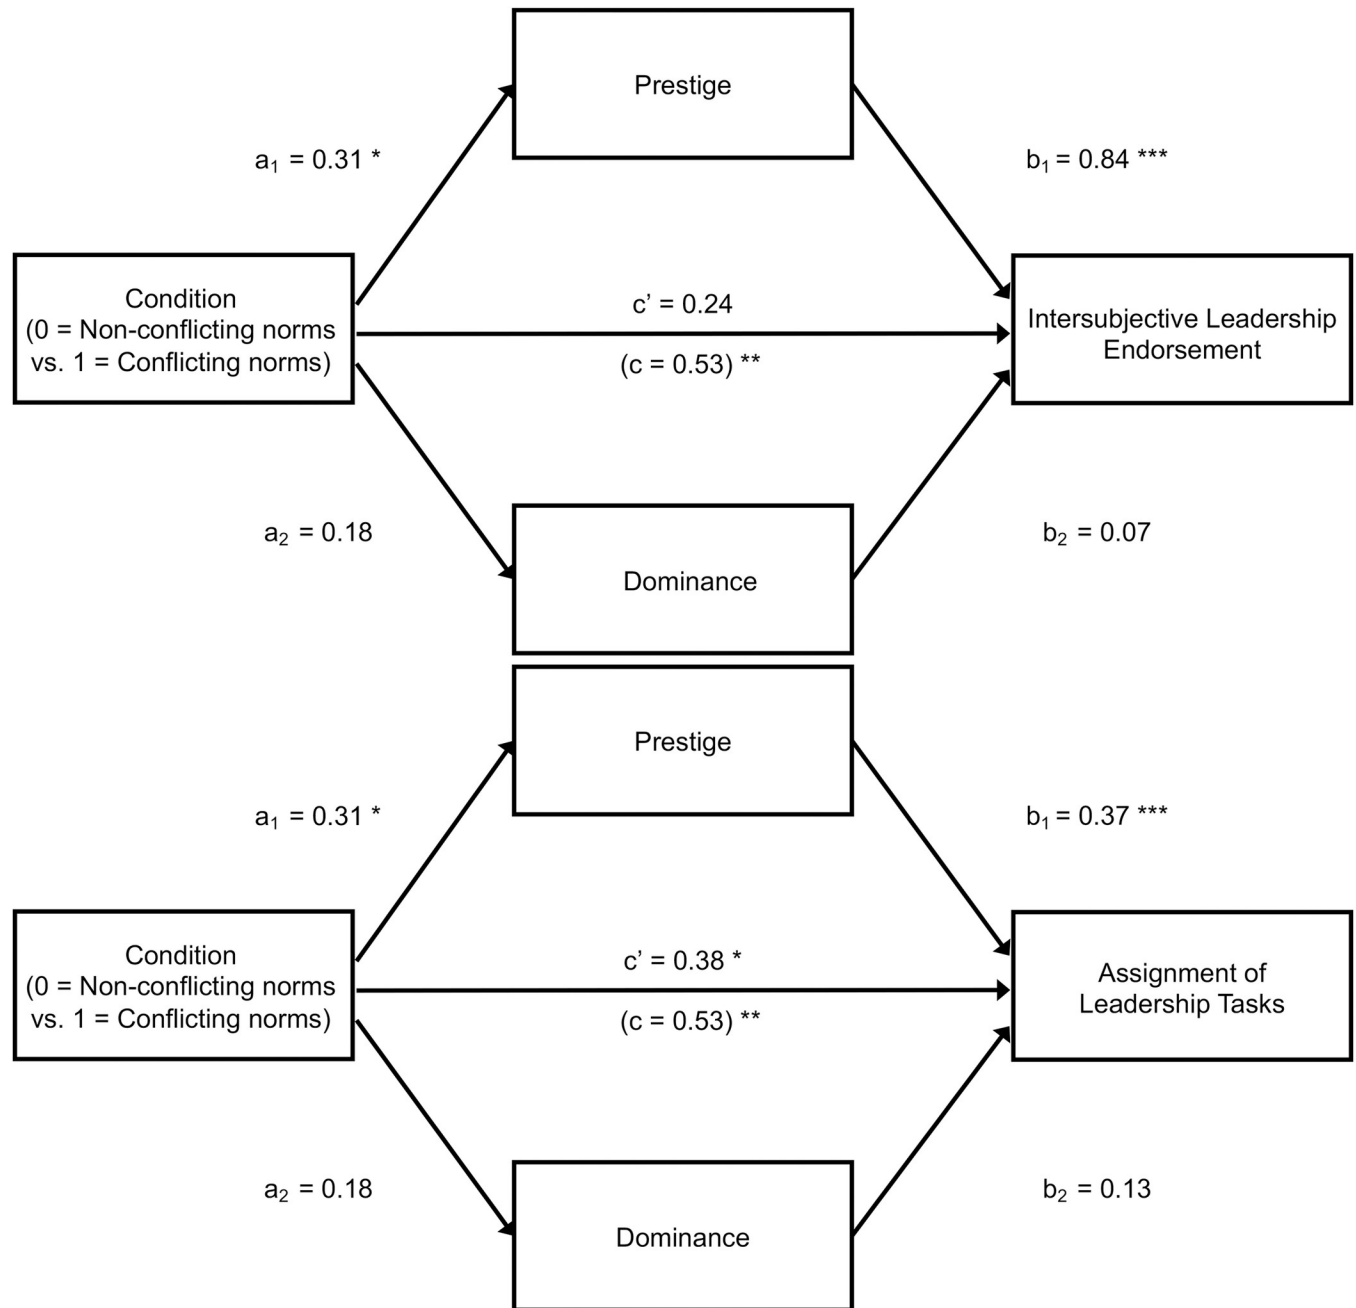 Prestige
a₁ = 0.31 *
b₁ = 0.84 ***
Condition
(0 = Non-conflicting norms
vs. 1 = Conflicting norms)
c’ = 0.24
(c = 0.53) **
Intersubjective Leadership
Endorsement
a₂ = 0.18
b₂ = 0.07
Dominance
Prestige
a₁ = 0.31 *
b₁ = 0.37 ***
Condition
(0 = Non-conflicting norms
vs. 1 = Conflicting norms)
c’ = 0.38 *
(c = 0.53) **
Assignment of
Leadership Tasks
a₂ = 0.18
b₂ = 0.13
Dominance